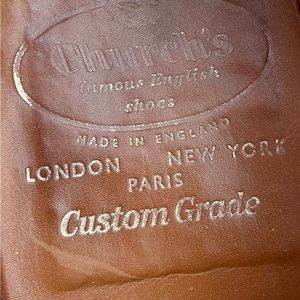 Church's
famous English
shoes
MADE IN ENGLAND
LONDON NEW YORK
PARIS
Custom Grade